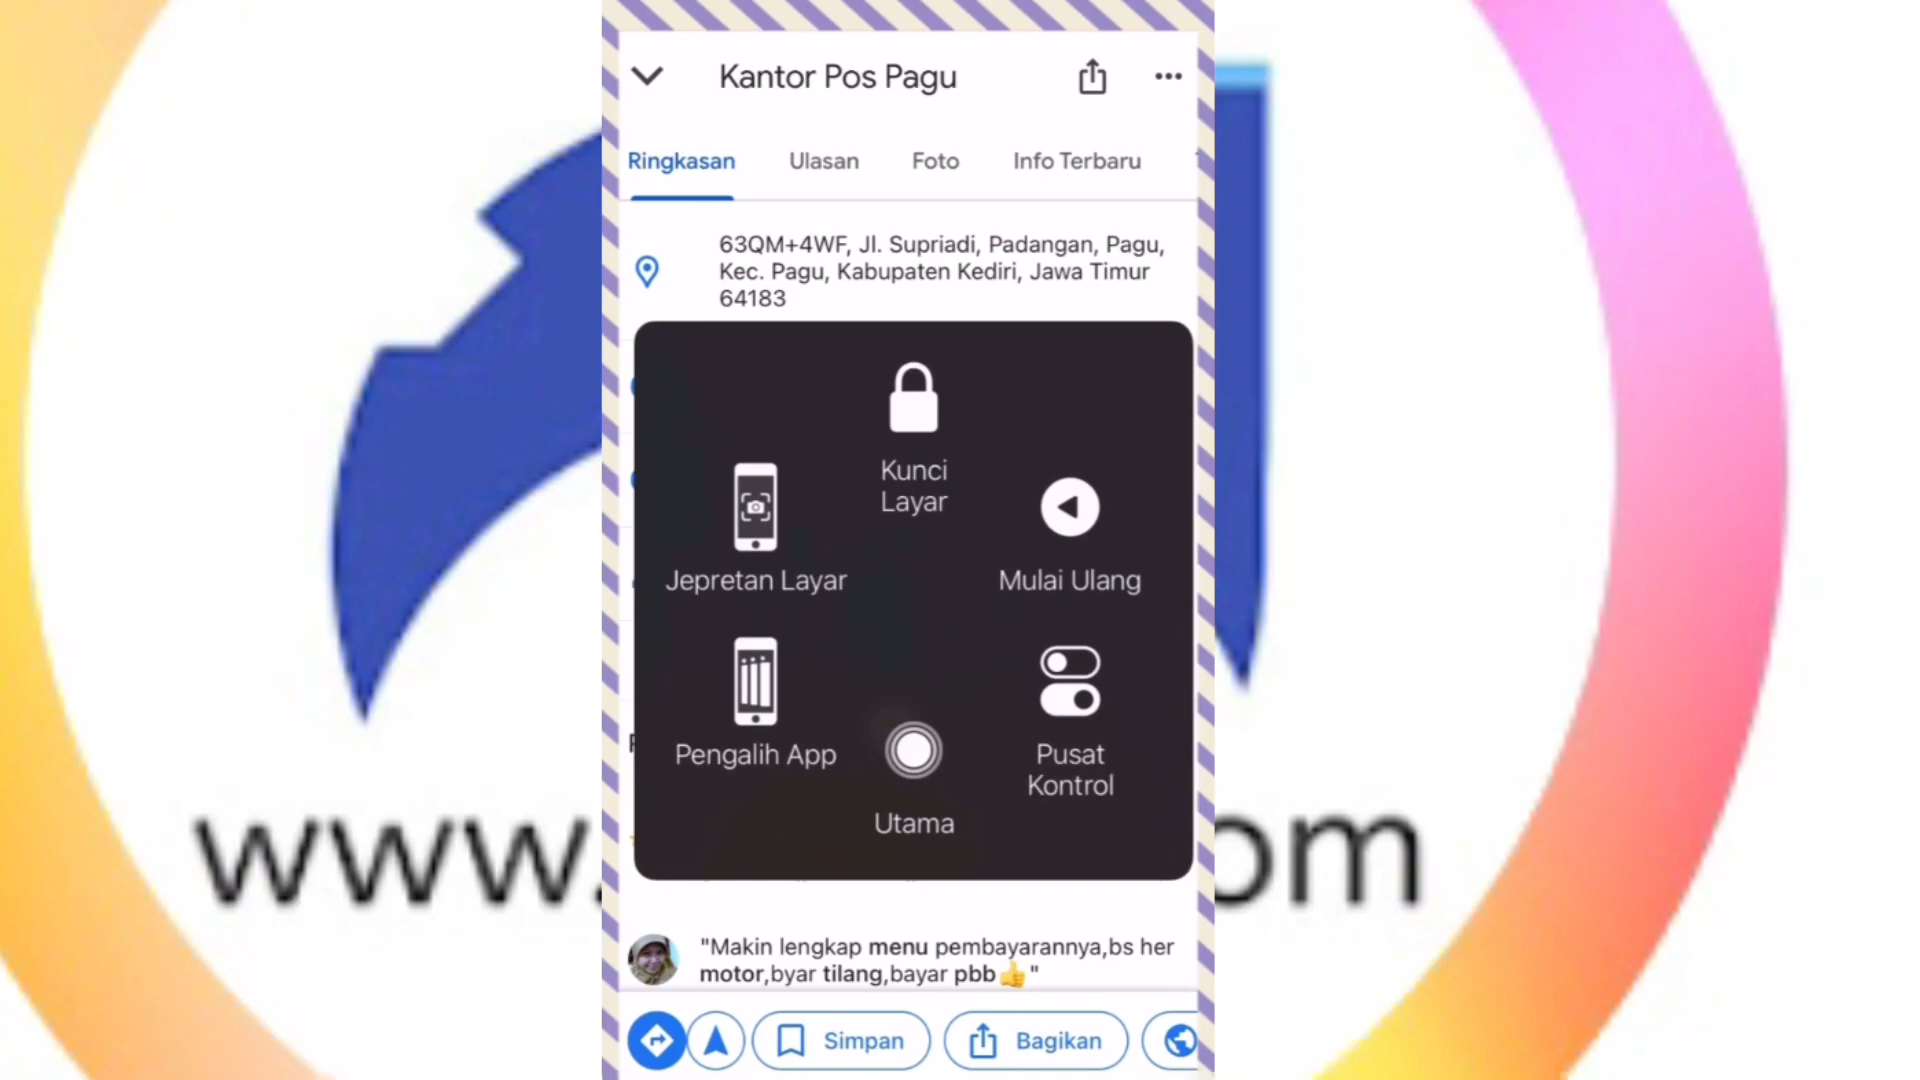 Kantor Pos Pagu
Ringkasan Ulasan Foto Info Terbaru
63QM+4WF, Jl. Supriadi, Padangan, Pagu,
Kec. Pagu, Kabupaten Kediri, Jawa Timur
64183
Kunci
Layar
Jepretan Layar
Mulai Ulang
Pengalih App
Pusat
Kontrol
Utama
www.
om
"Makin lengkap menu pembayarannya,bs her
motor,byar tilang,bayar pbb👍"
Simpan Bagikan